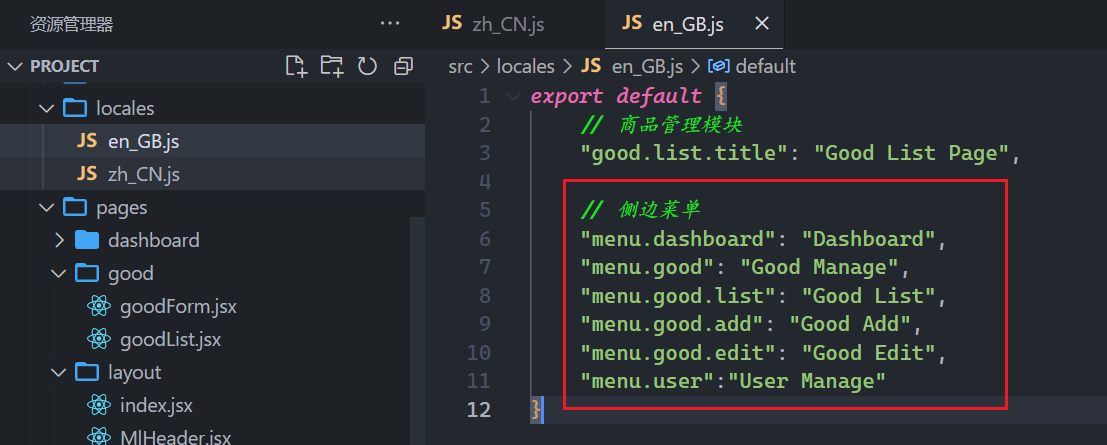 资源管理器 ···
PROJECT
locales
JS en_GB.js
JS zh_CN.js
pages
dashboard
good
goodForm.jsx
goodList.jsx
layout
index.jsx
MlHeader.jsx
JS zh_CN.js JS en_GB.js ×
src > locales > JS en_GB.js > default
1 export default {
2 // 商品管理模块
3 "good.list.title": "Good List Page",
4
5 // 侧边菜单
6 "menu.dashboard": "Dashboard",
7 "menu.good": "Good Manage",
8 "menu.good.list": "Good List",
9 "menu.good.add": "Good Add",
10 "menu.good.edit": "Good Edit",
11 "menu.user":"User Manage"
12 }